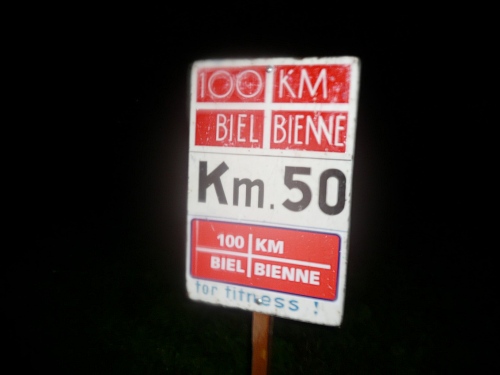 100 KM
BIEL BIENNE
Km. 50
100 KM
BIEL BIENNE
for fitness !